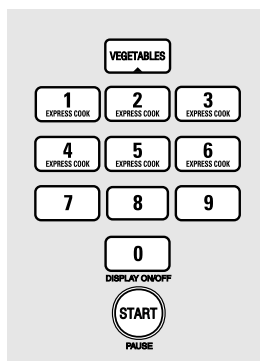 VEGETABLES
1 2 3
EXPRESS COOK EXPRESS COOK EXPRESS COOK
4 5 6
EXPRESS COOK EXPRESS COOK EXPRESS COOK
7 8 9
0
DISPLAY ON/OFF
START
PAUSE